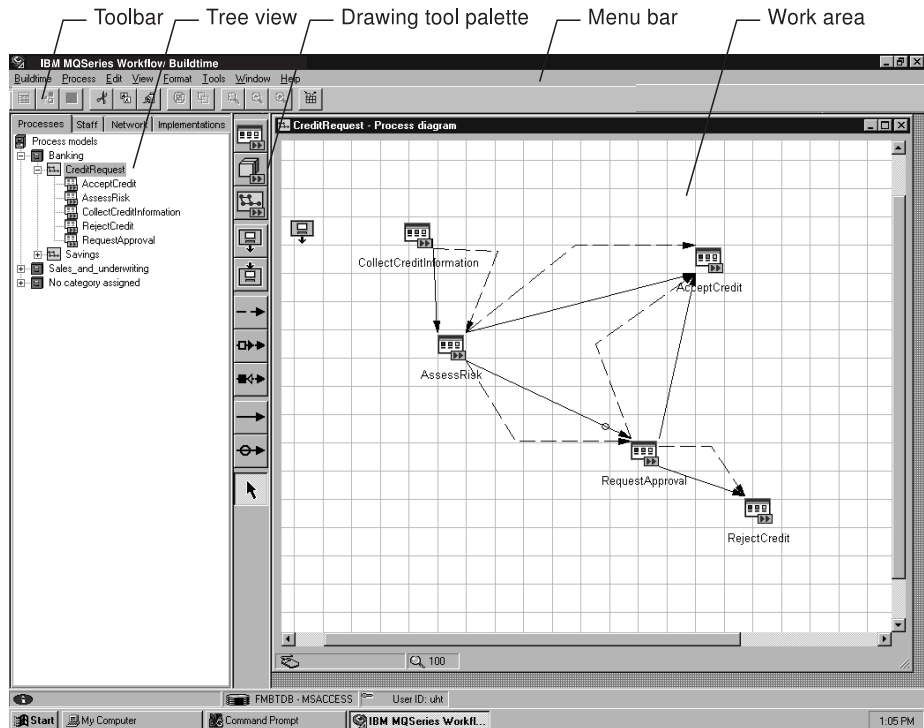 Toolbar Tree view Drawing tool palette Menu bar Work area
IBM MQSeries Workflow Buildtime
Buildtime Process Edit View Format Tools Window Help
Processes Staff Network Implementations
Process models
Banking
CreditRequest
AcceptCredit
AssessRisk
CollectCreditInformation
RejectCredit
RequestApproval
Savings
Sales_and_underwriting
No category assigned
CreditRequest - Process diagram
CollectCreditInformation
AcceptCredit
AssessRisk
RequestApproval
RejectCredit
100
FMBTDB - MSACCESS User ID: uht
Start My Computer Command Prompt IBM MQSeries Workfl... 1:05 PM